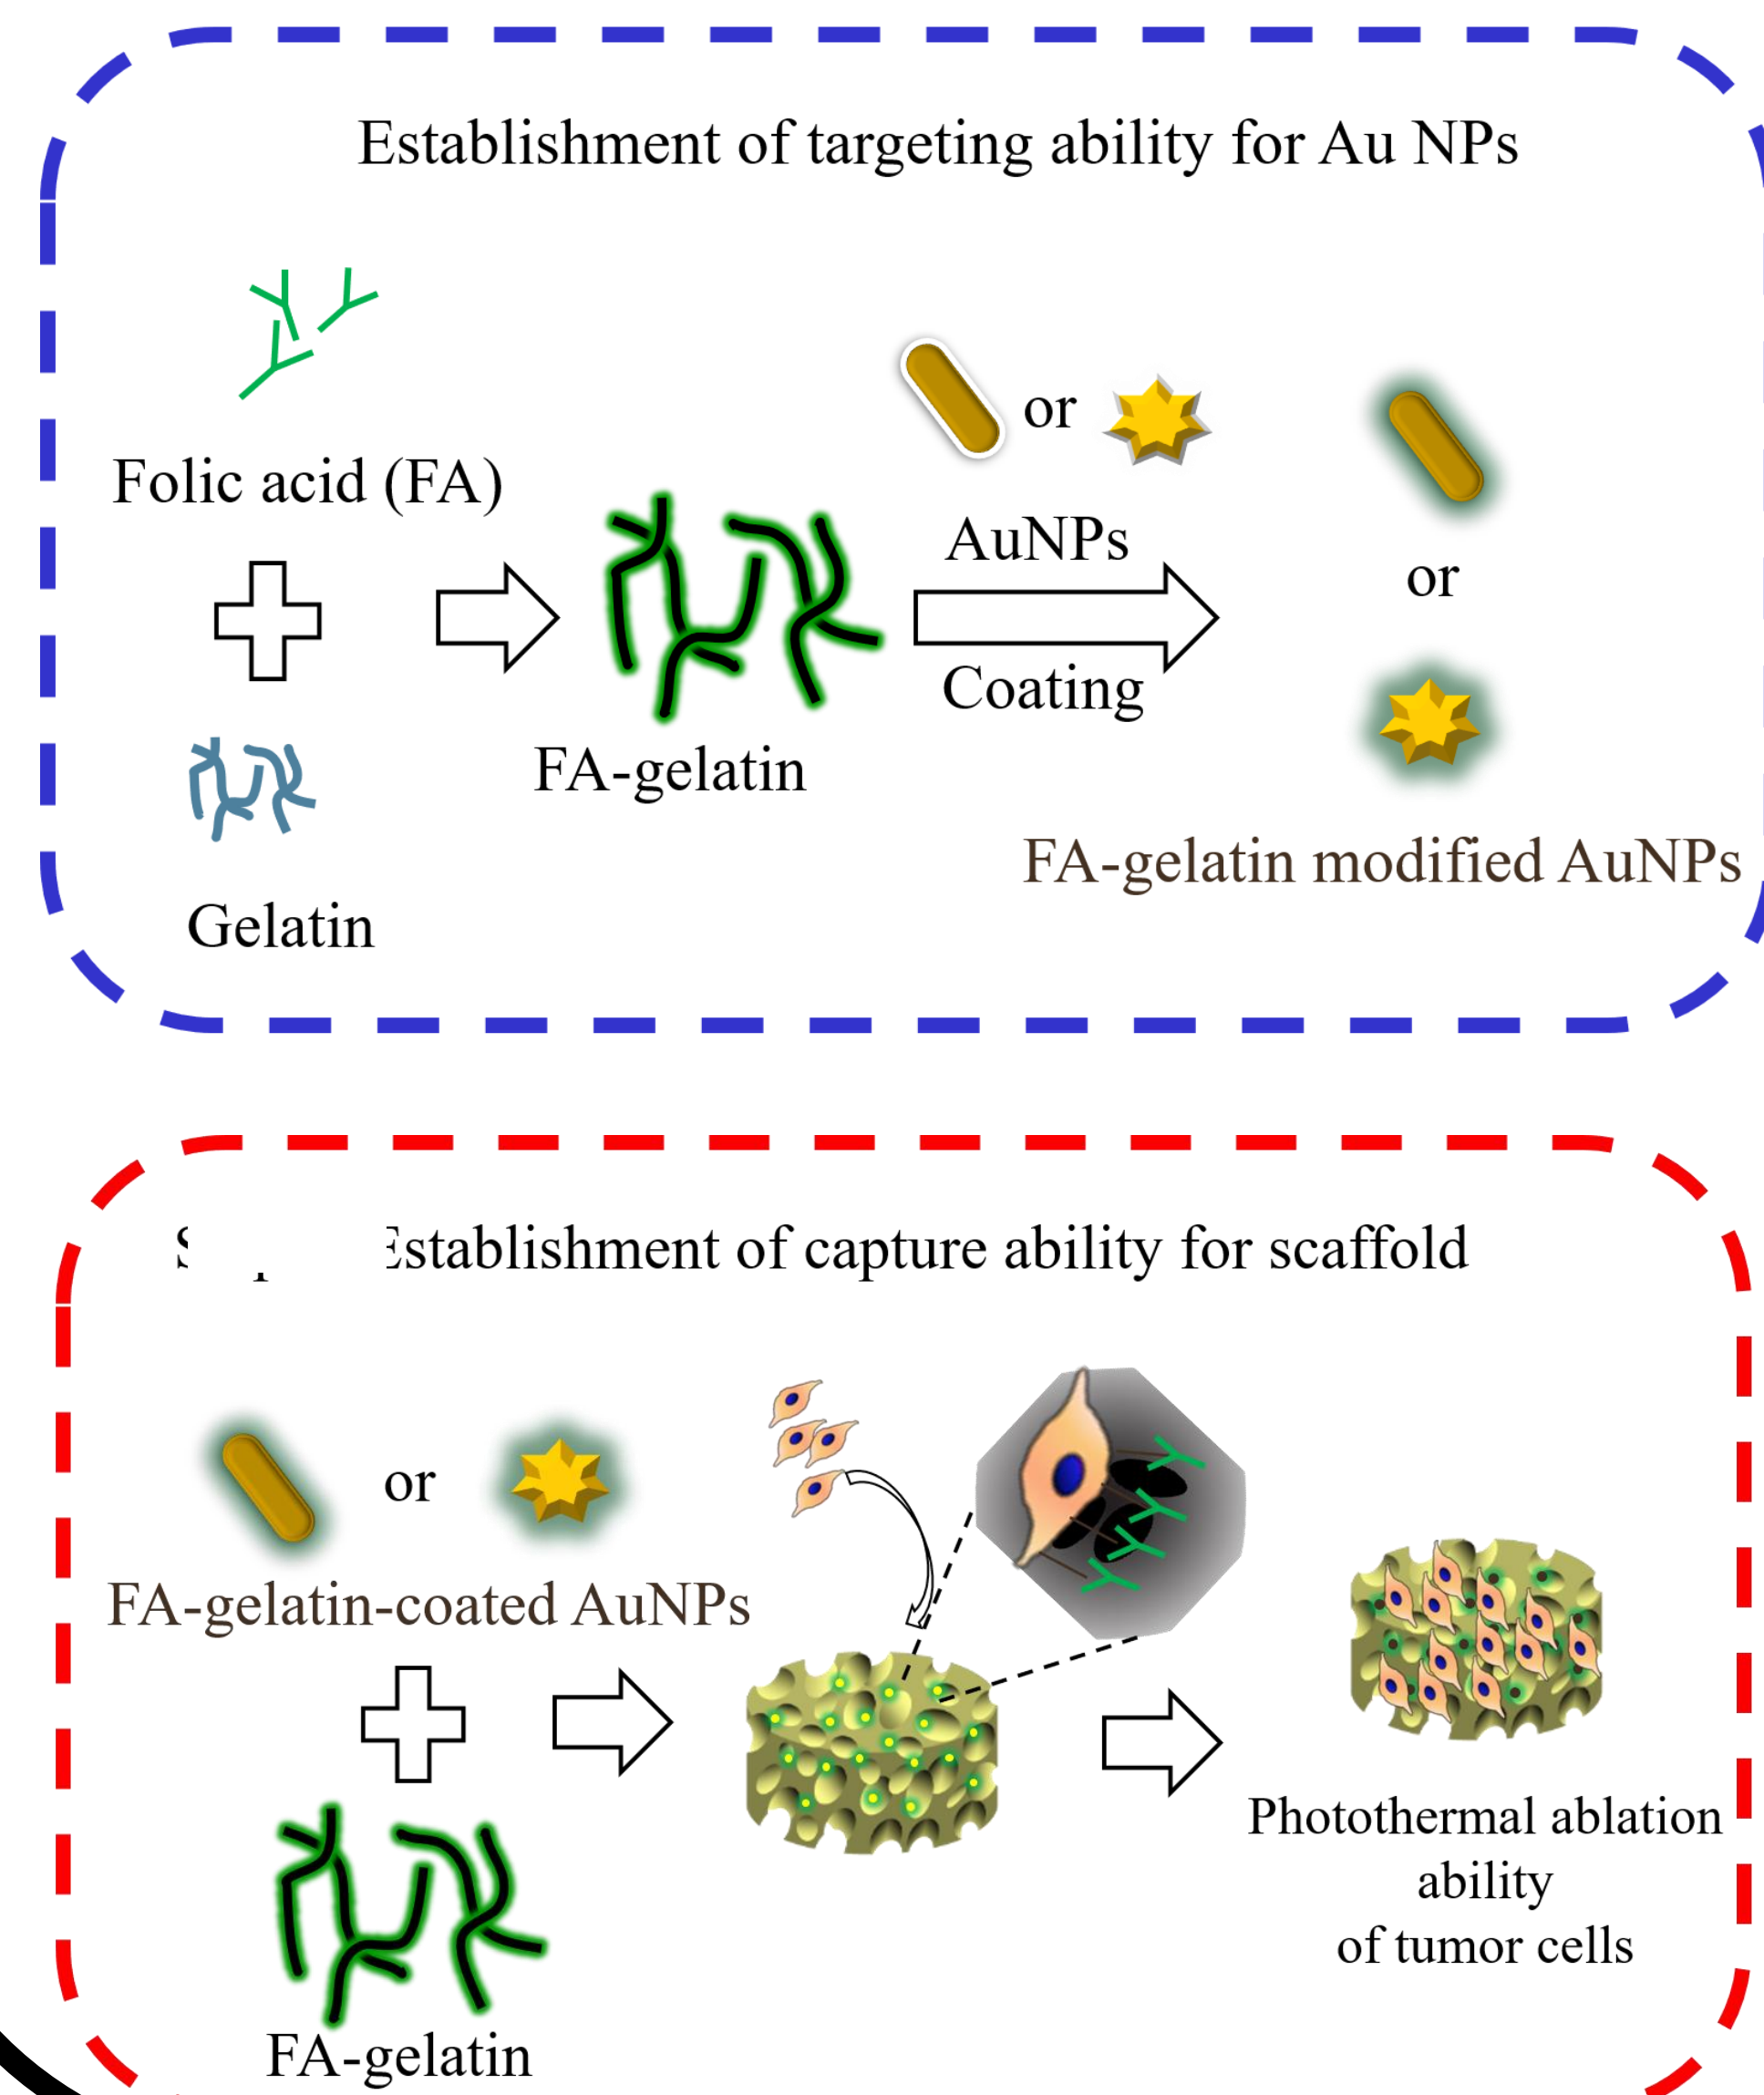 Establishment of targeting ability for Au NPs
or
Folic acid (FA)
AuNPs
or
Coating
FA-gelatin
FA-gelatin modified AuNPs
Gelatin
Establishment of capture ability for scaffold
or
FA-gelatin-coated AuNPs
Photothermal ablation
ability
of tumor cells
FA-gelatin